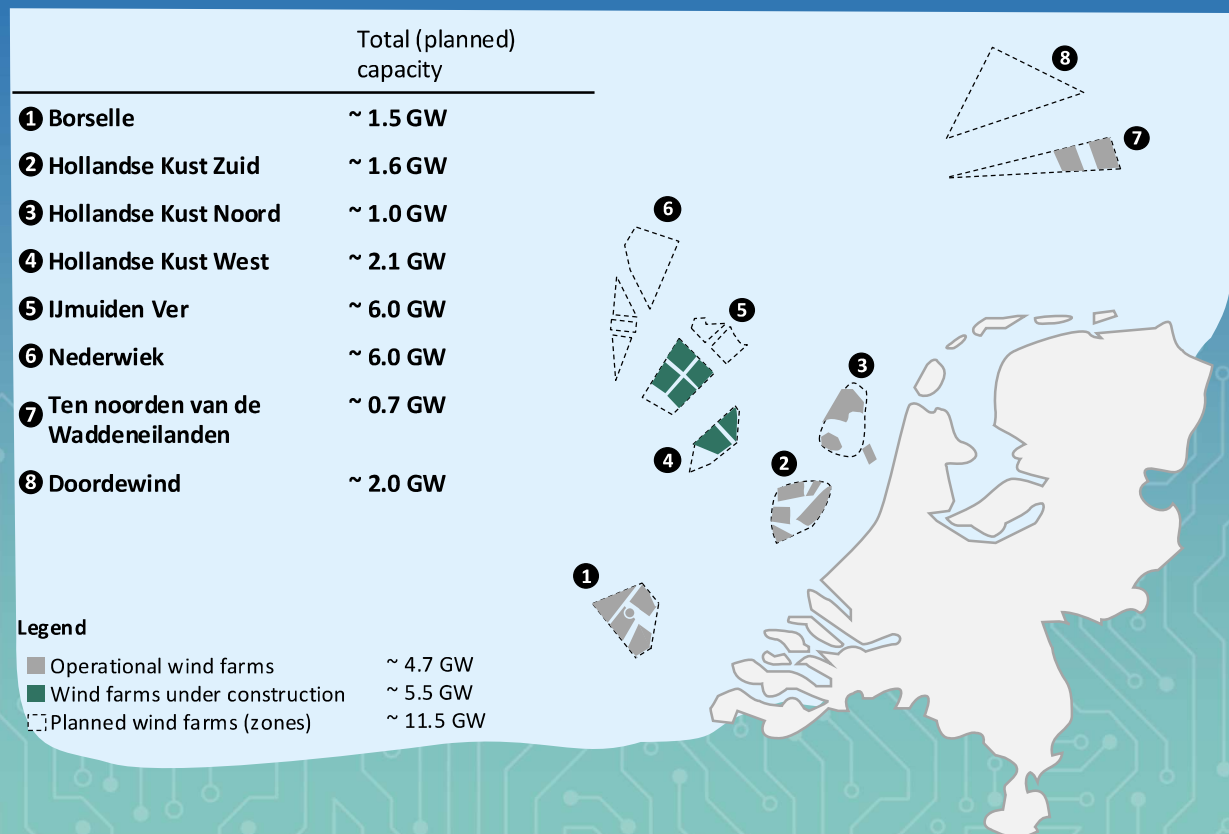 Total (planned)
capacity
1 Borselle ~ 1.5 GW
2 Hollandse Kust Zuid ~ 1.6 GW
3 Hollandse Kust Noord ~ 1.0 GW
4 Hollandse Kust West ~ 2.1 GW
5 IJmuiden Ver ~ 6.0 GW
6 Nederwiek ~ 6.0 GW
7 Ten noorden van de
Waddeneilanden ~ 0.7 GW
8 Doordewind ~ 2.0 GW
Legend
Operational wind farms ~ 4.7 GW
Wind farms under construction ~ 5.5 GW
Planned wind farms (zones) ~ 11.5 GW
8
7
6
5
3
4
2
1